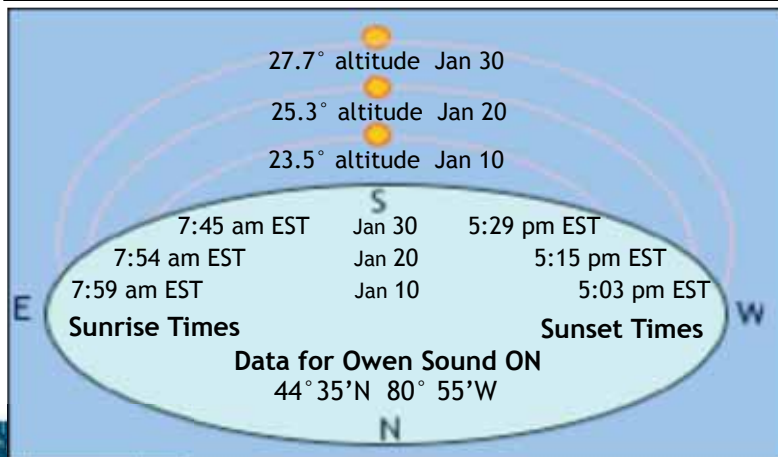 27.7° altitude Jan 30
25.3° altitude Jan 20
23.5° altitude Jan 10
S
7:45 am EST Jan 30 5:29 pm EST
7:54 am EST Jan 20 5:15 pm EST
7:59 am EST Jan 10 5:03 pm EST
E W
Sunrise Times Sunset Times
Data for Owen Sound ON
44°35'N 80° 55'W
N